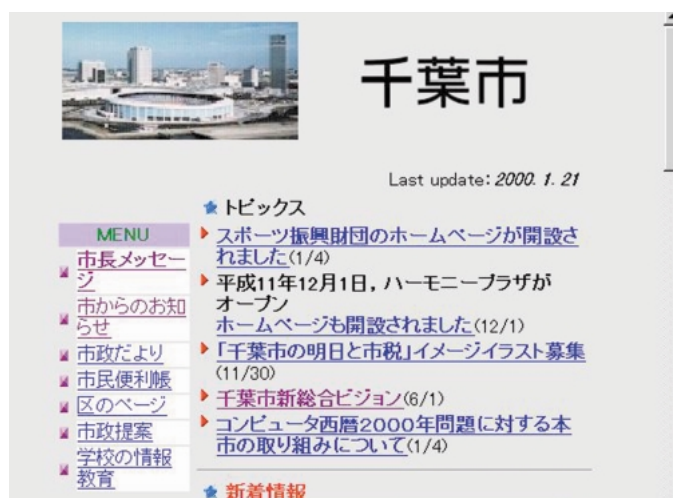 千葉市
Last update: 2000. 1. 21
MENU
市長メッセー
ジ
市からのお知
らせ
市政だより
市民便利帳
区のページ
市政提案
学校の情報
教育
トピックス
スポーツ振興財団のホームページが開設さ
れました(1/4)
平成11年12月1日，ハーモニープラザが
オープン
ホームページも開設されました(12/1)
「千葉市の明日と市税」イメージイラスト募集
(11/30)
千葉市新総合ビジョン(6/1)
コンピュータ西暦2000年問題に対する本
市の取り組みについて(1/4)
新着情報